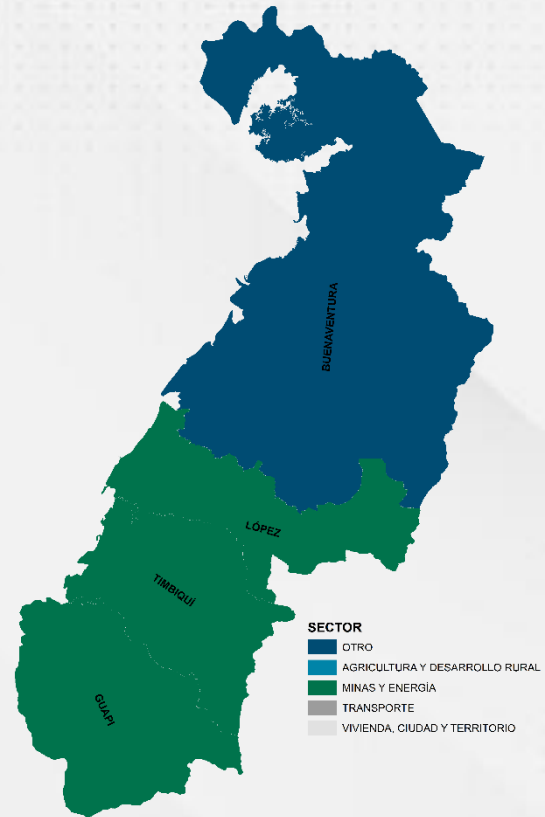 BUENAVENTURA
LÓPEZ
TIMBIQUÍ
GUAPI
SECTOR
OTRO
AGRICULTURA Y DESARROLLO RURAL
MINAS Y ENERGÍA
TRANSPORTE
VIVIENDA, CIUDAD Y TERRITORIO